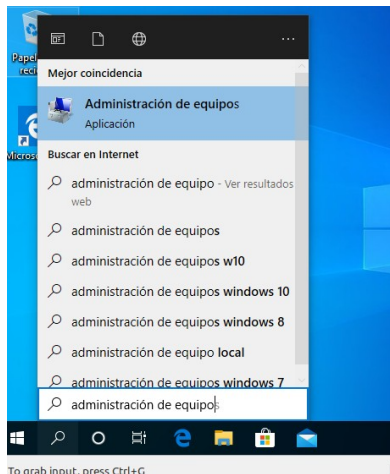 Papel
reci
Microso
Mejor coincidencia
Administración de equipos
Aplicación
Buscar en Internet
administración de equipo - Ver resultados
web
administración de equipos
administración de equipos w10
administración de equipos windows 10
administración de equipos windows 8
administración de equipo local
administración de equipos windows 7
administración de equipos
To grab input, press Ctrl+G